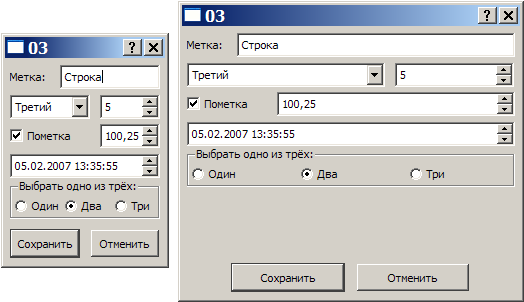 03
Метка: Строка
Третий 5
Пометка 100,25
05.02.2007 13:35:55
Выбрать одно из трёх:
Один Два Три
Сохранить Отменить
03
Метка: Строка
Третий 5
Пометка 100,25
05.02.2007 13:35:55
Выбрать одно из трёх:
Один Два Три
Сохранить Отменить